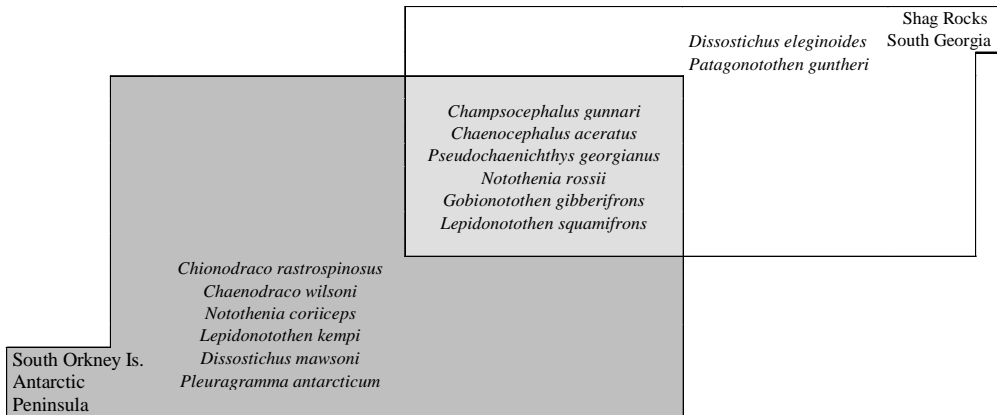 Shag Rocks
South Georgia
Dissostichus eleginoides
Patagonotothen guntheri
Champsocephalus gunnari
Chaenocephalus aceratus
Pseudochaenichthys georgianus
Notothenia rossii
Gobionotothen gibberifrons
Lepidonotothen squamifrons
Chionodraco rastrospinosus
Chaenodraco wilsoni
Notothenia coriiceps
Lepidonotothen kempi
Dissostichus mawsoni
Pleuragramma antarcticum
South Orkney Is.
Antarctic
Peninsula